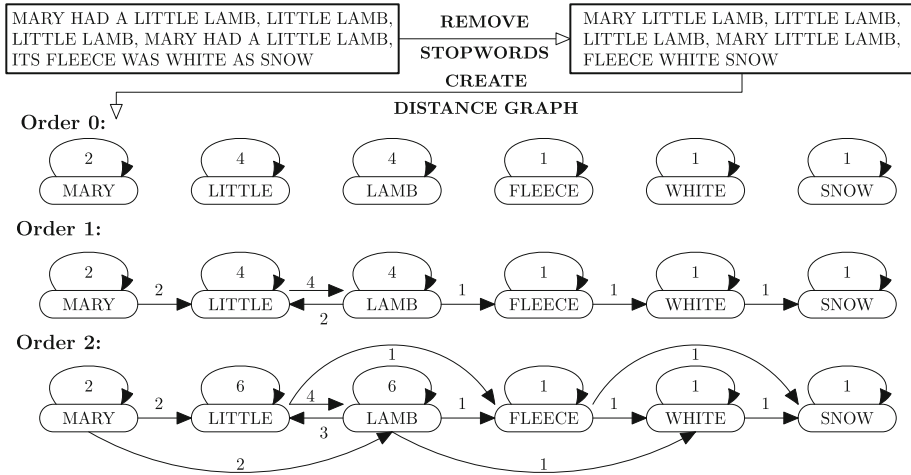 MARY HAD A LITTLE LAMB, LITTLE LAMB,
LITTLE LAMB, MARY HAD A LITTLE LAMB,
ITS FLEECE WAS WHITE AS SNOW
REMOVE
STOPWORDS
MARY LITTLE LAMB, LITTLE LAMB,
LITTLE LAMB, MARY LITTLE LAMB,
FLEECE WHITE SNOW
CREATE
DISTANCE GRAPH
Order 0:
2 4 4 1 1 1
MARY LITTLE LAMB FLEECE WHITE SNOW
Order 1:
2 4 4 1 1 1
2 4 1 1 1
MARY LITTLE LAMB FLEECE WHITE SNOW
2
Order 2:
1 1
2 6 6 1 1 1
2 4 1 1 1
MARY LITTLE LAMB FLEECE WHITE SNOW
3
2 1